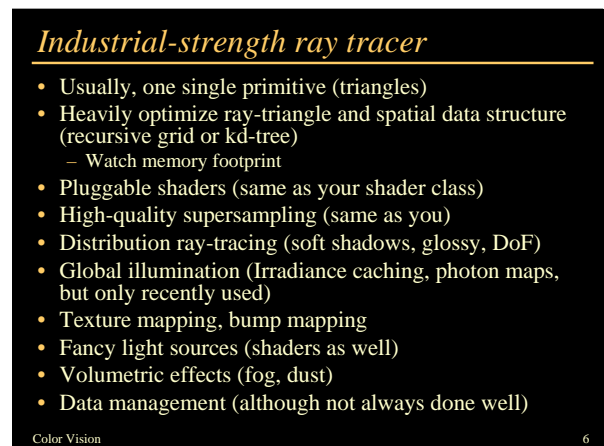 Industrial-strength ray tracer
• Usually, one single primitive (triangles)
• Heavily optimize ray-triangle and spatial data structure
(recursive grid or kd-tree)
– Watch memory footprint
• Pluggable shaders (same as your shader class)
• High-quality supersampling (same as you)
• Distribution ray-tracing (soft shadows, glossy, DoF)
• Global illumination (Irradiance caching, photon maps,
but only recently used)
• Texture mapping, bump mapping
• Fancy light sources (shaders as well)
• Volumetric effects (fog, dust)
• Data management (although not always done well)
Color Vision 6